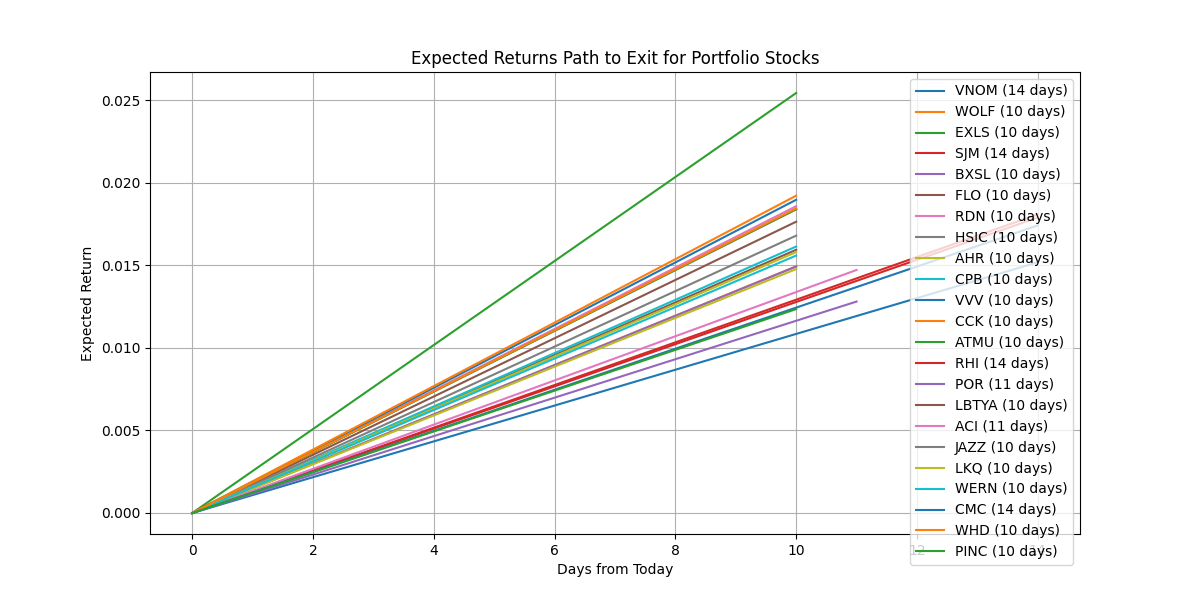 Expected Returns Path to Exit for Portfolio Stocks
Expected Return
0.025
0.020
0.015
0.010
0.005
0.000
0 2 4 6 8 10 12
Days from Today
VNOM (14 days)
WOLF (10 days)
EXLS (10 days)
SJM (14 days)
BXSL (10 days)
FLO (10 days)
RDN (10 days)
HSIC (10 days)
AHR (10 days)
CPB (10 days)
VVV (10 days)
CCK (10 days)
ATMU (10 days)
RHI (14 days)
POR (11 days)
LBTYA (10 days)
ACI (11 days)
JAZZ (10 days)
LKQ (10 days)
WERN (10 days)
CMC (14 days)
WHD (10 days)
PINC (10 days)